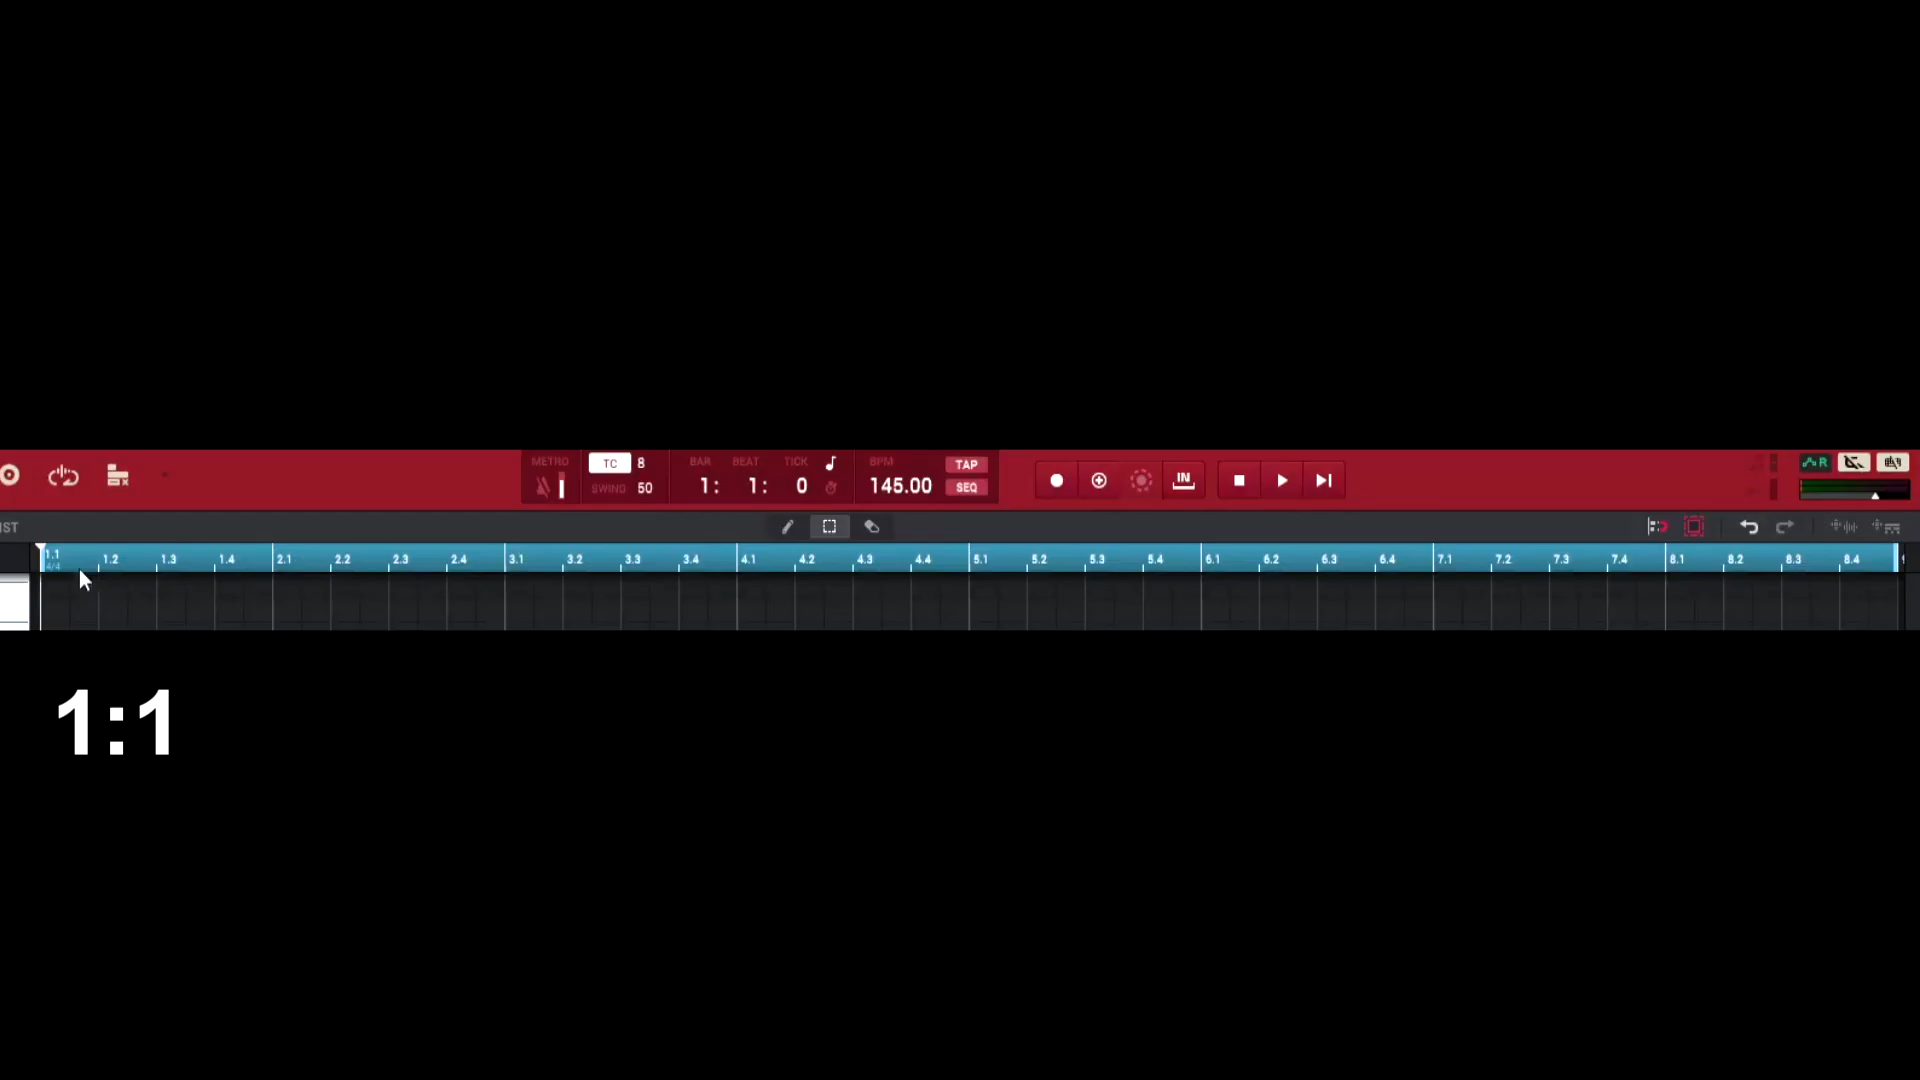 METRO TC 8 BAR BEAT TICK BPM TAP
SWING 50 1: 1: 0 145.00 SEQ IN R
IST
1.1 1.2 1.3 1.4 2.1 2.2 2.3 2.4 3.1 3.2 3.3 3.4 4.1 4.2 4.3 4.4 5.1 5.2 5.3 5.4 6.1 6.2 6.3 6.4 7.1 7.2 7.3 7.4 8.1 8.2 8.3 8.4
4/4
1:1